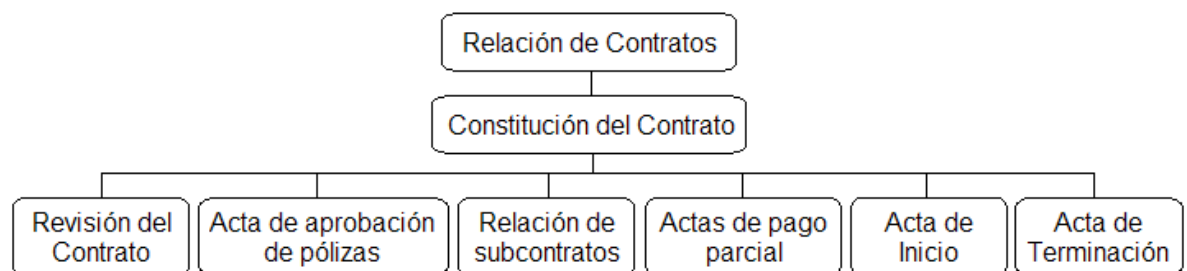 Relación de Contratos
Constitución del Contrato
Revisión del
Contrato
Acta de aprobación
de pólizas
Relación de
subcontratos
Actas de pago
parcial
Acta de
Inicio
Acta de
Terminación